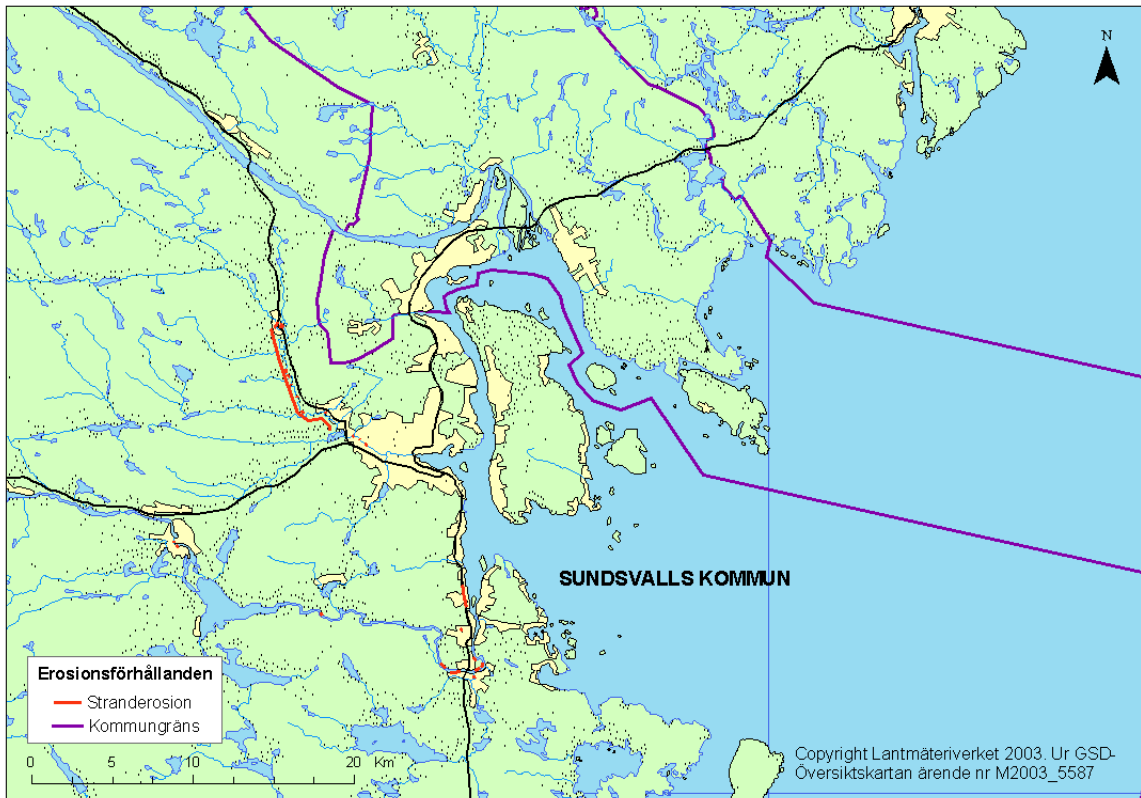 N
SUNDSVALLS KOMMUN
Erosionsförhållanden
Stranderosion
Kommungräns
0 5 10 20 Km
Copyright Lantmäteriverket 2003. Ur GSD-
Översiktskartan ärende nr M2003_5587